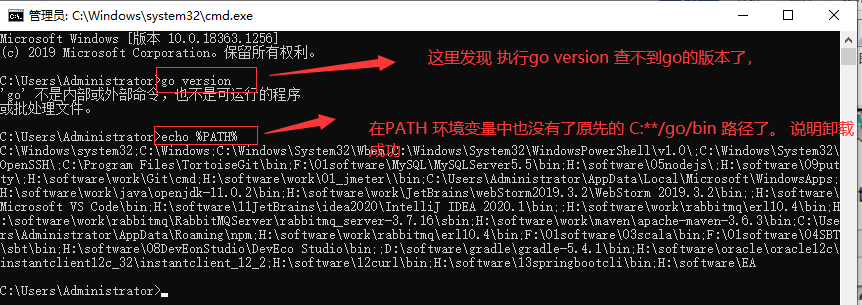 管理员: C:\Windows\system32\cmd.exe
Microsoft Windows [版本 10.0.18363.1256]
(c) 2019 Microsoft Corporation。保留所有权利。
这里发现 执行go version 查不到go的版本了，
C:\Users\Administrator>go version
'go' 不是内部或外部命令，也不是可运行的程序
或批处理文件。
在PATH 环境变量中也没有了原先的 C:**/go/bin 路径了。 说明卸载
成功
C:\Users\Administrator>echo %PATH%
C:\Windows\system32;C:\Windows;C:\Windows\System32\Wbem;C:\Windows\System32\WindowsPowerShell\v1.0\;C:\Windows\System32\
OpenSSH\;C:\Program Files\TortoiseGit\bin;F:\01software\MySQL\MySQLServer5.5\bin;H:\software\05nodejs\;H:\software\09put
ty\;H:\software\work\Git\cmd;H:\software\work\01_jmeter\\bin;C:\Users\Administrator\AppData\Local\Microsoft\WindowsApps;
H:\software\work\java\openjdk-11.0.2\bin;H:\software\work\JetBrains\webStorm2019.3.2\WebStorm 2019.3.2\bin;;H:\software\
Microsoft VS Code\bin;H:\software\11JetBrains\idea2020\IntelliJ IDEA 2020.1\bin;;H:\software\work\rabbitmq\erl10.4\bin;H
:\software\work\rabbitmq\RabbitMQServer\rabbitmq_server-3.7.16\sbin;H:\software\work\maven\apache-maven-3.6.3\bin;C:\Use
rs\Administrator\AppData\Roaming\npm;H:\software\work\rabbitmq\erl10.4\bin;F:\01software\03scala\bin;F:\01software\04SBT
\sbt\bin;H:\software\08DevEonStudio\DevEco Studio\bin;;D:\software\gradle\gradle-5.4.1\bin;H:\software\oracle\oracle12c\
instantclient12c_32\instantclient_12_2;H:\software\12curl\bin;H:\software\13springbootcli\bin;H:\software\EA
C:\Users\Administrator>